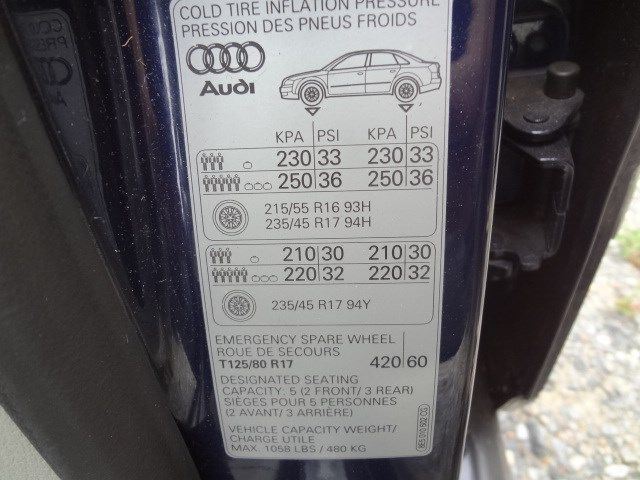 COLD TIRE INFLATION PRESSURE
PRESSION DES PNEUS FROIDS
Audi
KPA PSI KPA PSI
230 33 230 33
250 36 250 36
215/55 R16 93H
235/45 R17 94H
210 30 210 30
220 32 220 32
235/45 R17 94Y
EMERGENCY SPARE WHEEL
ROUE DE SECOURS
T125/80 R17 420 60
DESIGNATED SEATING
CAPACITY: 5 (2 FRONT/ 3 REAR)
SIÈGES POUR 5 PERSONNES
(2 AVANT/ 3 ARRIÈRE)
VEHICLE CAPACITY WEIGHT/
CHARGE UTILE
MAX. 1058 LBS / 480 KG